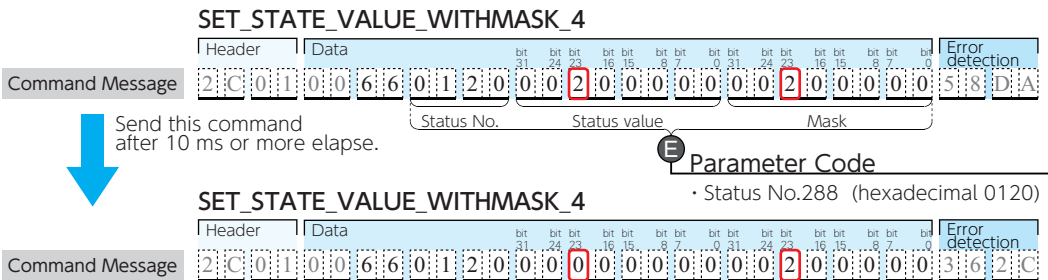 SET_STATE_VALUE_WITHMASK_4
Header Data Error detection
bit 31 bit 24 bit 23 bit 16 bit 15 bit 8 bit 7 bit 0 bit 31 bit 24 bit 23 bit 16 bit 15 bit 8 bit 7 bit 0
Command Message 2 C 0 1 0 0 6 6 0 1 2 0 0 0 2 0 0 0 0 0 0 0 2 0 0 0 0 0 5 8 D A
Status No. Status value Mask
Send this command
after 10 ms or more elapse.
E Parameter Code
・Status No.288 (hexadecimal 0120)
SET_STATE_VALUE_WITHMASK_4
Header Data Error detection
bit 31 bit 24 bit 23 bit 16 bit 15 bit 8 bit 7 bit 0 bit 31 bit 24 bit 23 bit 16 bit 15 bit 8 bit 7 bit 0
Command Message 2 C 0 1 0 0 6 6 0 1 2 0 0 0 0 0 0 0 0 0 0 0 2 0 0 0 0 0 3 6 2 C